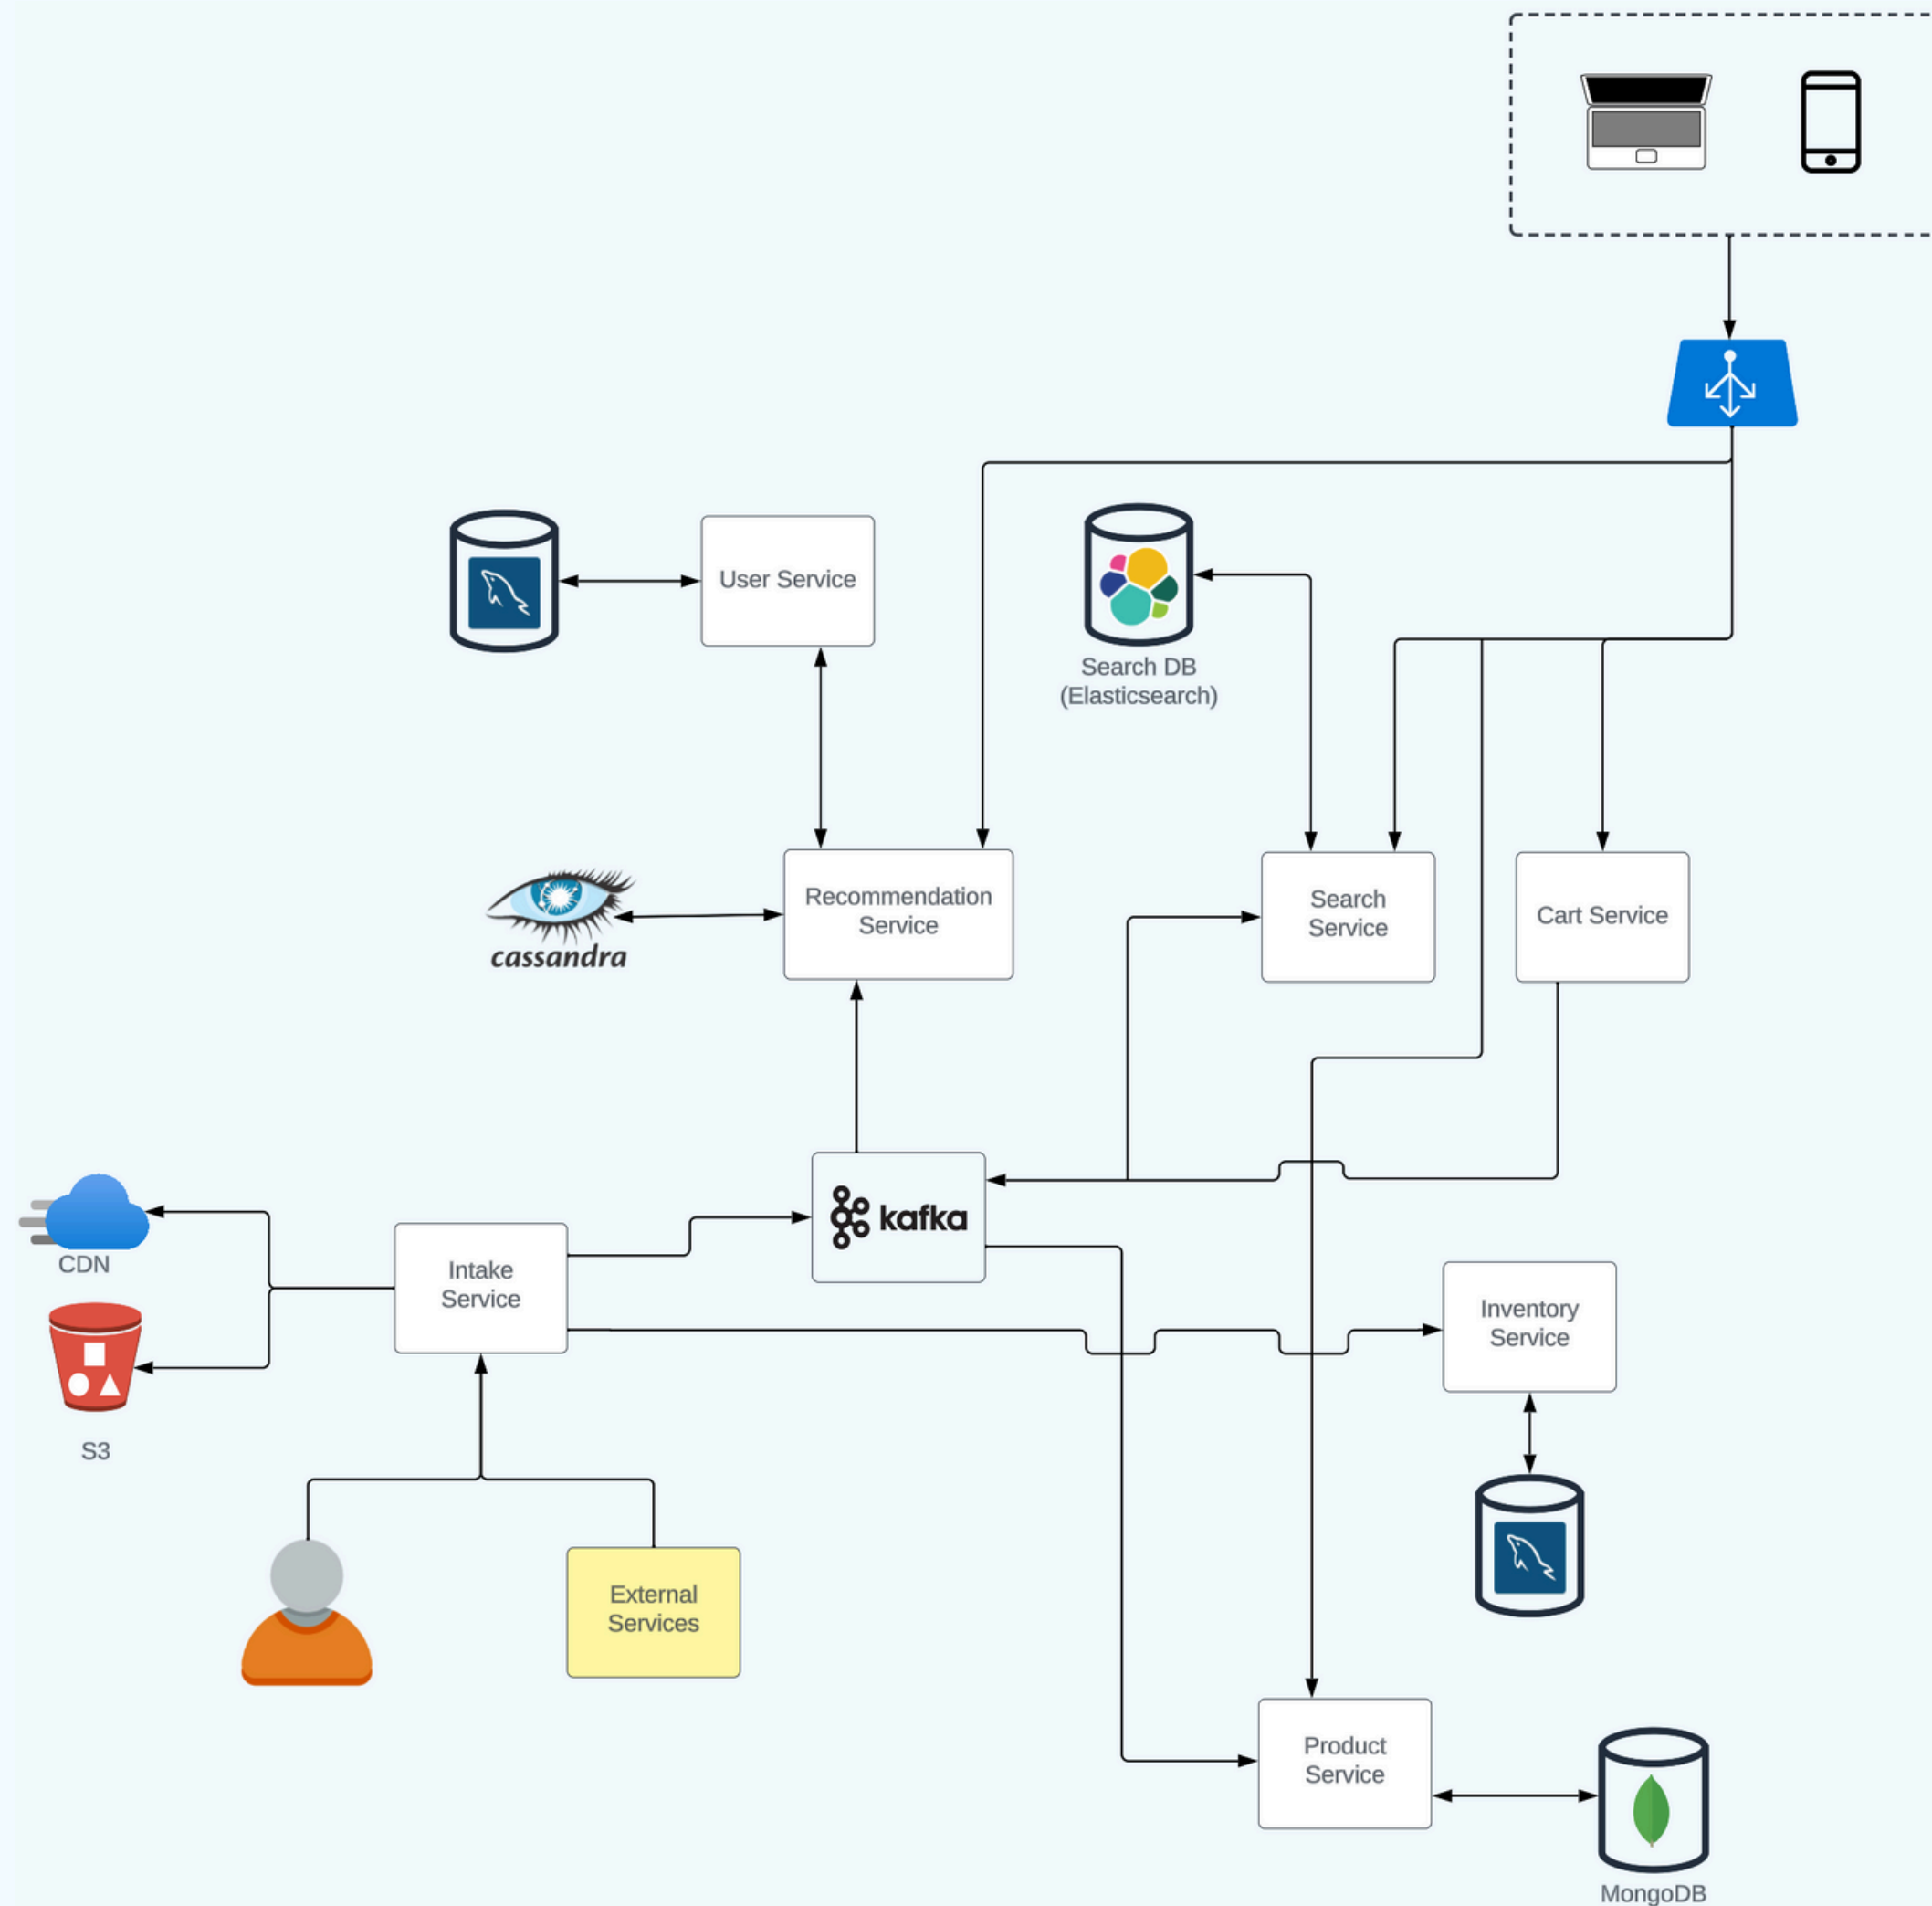 User Service
Search DB
(Elasticsearch)
Recommendation
Service
Search
Service
Cart Service
cassandra
kafka
CDN
Intake
Service
Inventory
Service
S3
External
Services
Product
Service
MongoDB